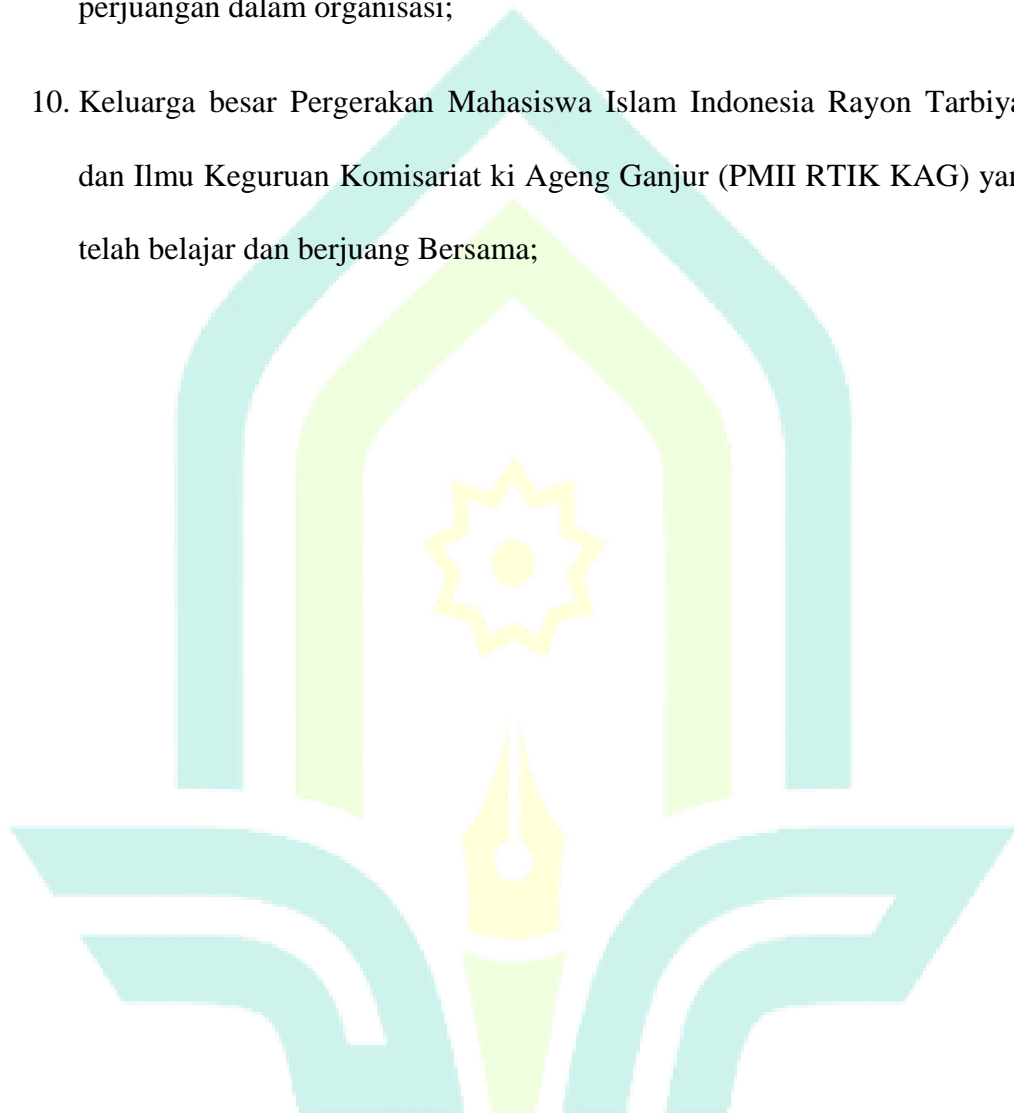 perjuangan dalam organisasi;
10. Keluarga besar Pergerakan Mahasiswa Islam Indonesia Rayon Tarbiya
dan Ilmu Keguruan Komisariat ki Ageng Ganjur (PMII RTIK KAG) yan
telah belajar dan berjuang Bersama;